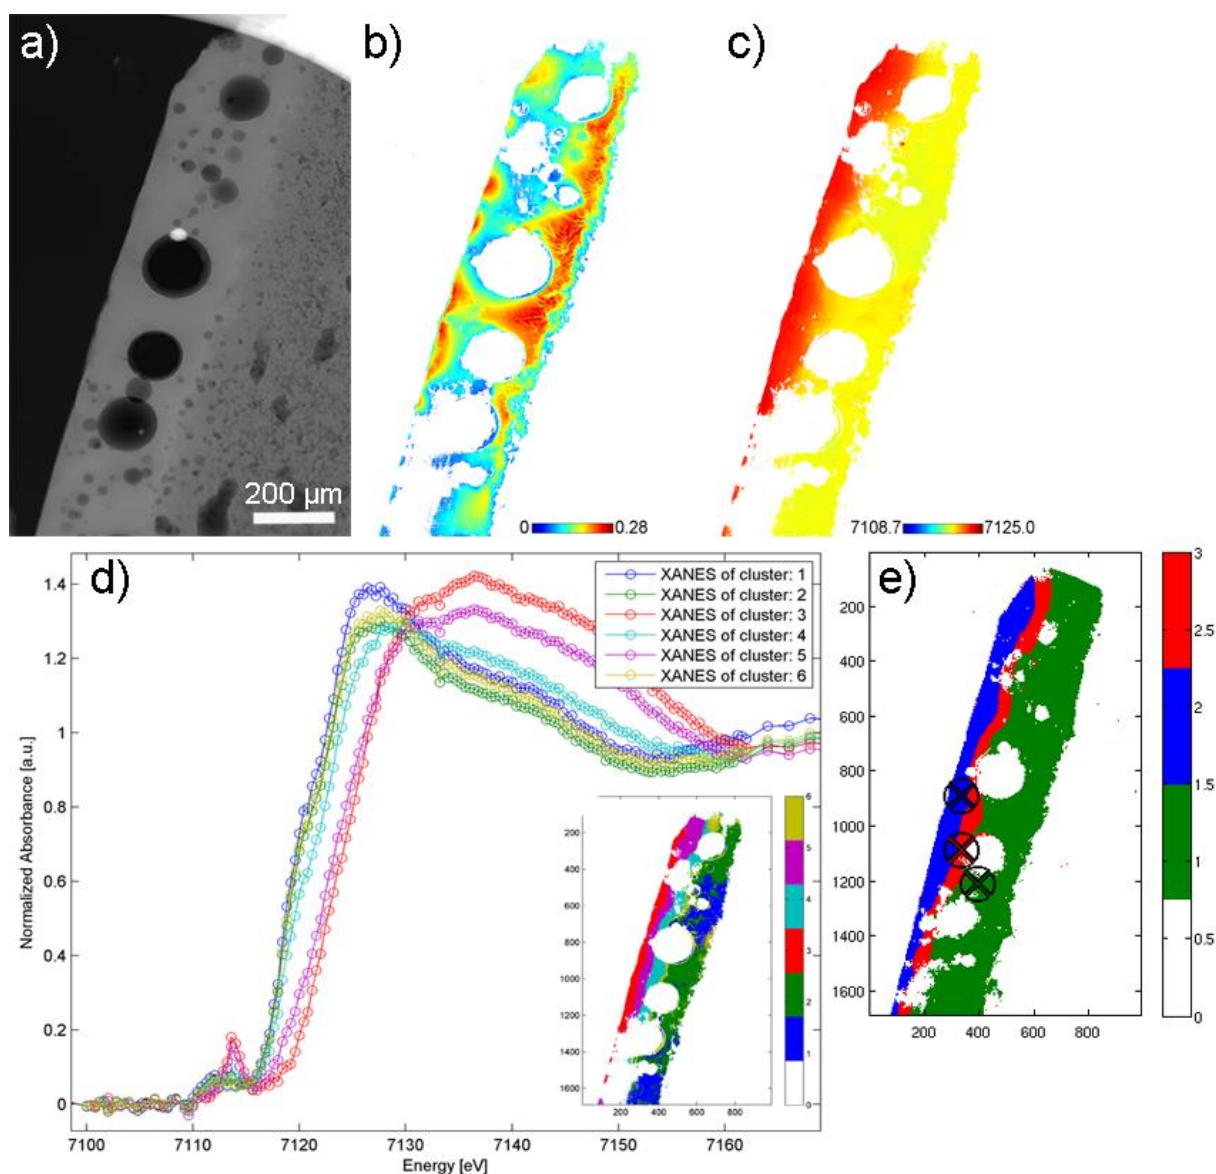 a)
b)
c)
200 µm
0 0.28
7108.7 7125.0
d)
XANES of cluster: 1
XANES of cluster: 2
XANES of cluster: 3
XANES of cluster: 4
XANES of cluster: 5
XANES of cluster: 6
1.4
1.2
1
0.8
0.6
0.4
0.2
0
Normalized Absorbance [a.u.]
7100 7110 7120 7130 7140 7150 7160
Energy [eV]
200
400
600
800
1000
1200
1400
1600
200 400 600 800
6
5
4
3
2
1
0
e)
200
400
600
800
1000
1200
1400
1600
200 400 600 800
3
2.5
2
1.5
1
0.5
0